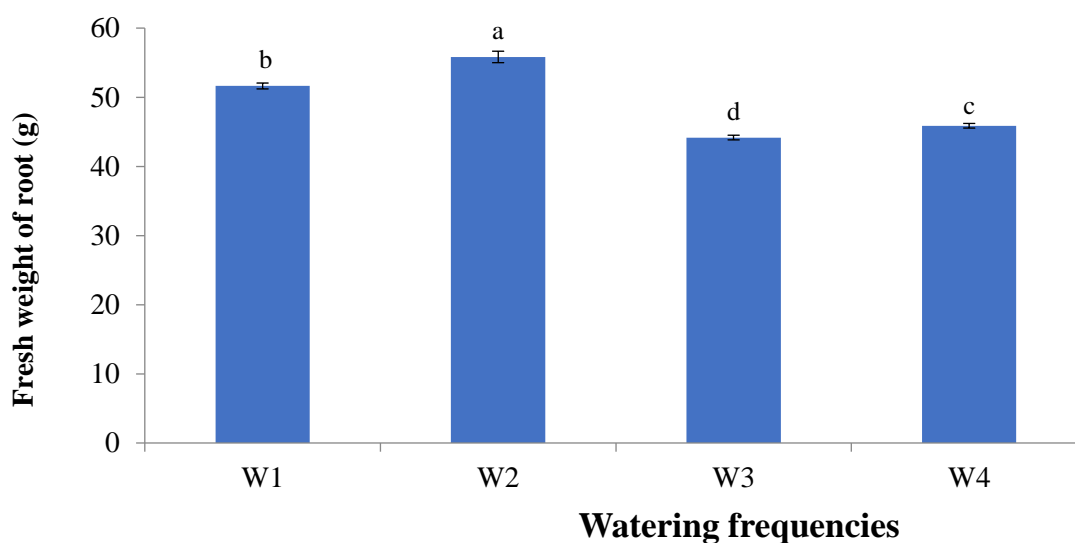 Fresh weight of root (g)
60
50
40
30
20
10
0
b
a
d
c
W1
W2
W3
W4
Watering frequencies